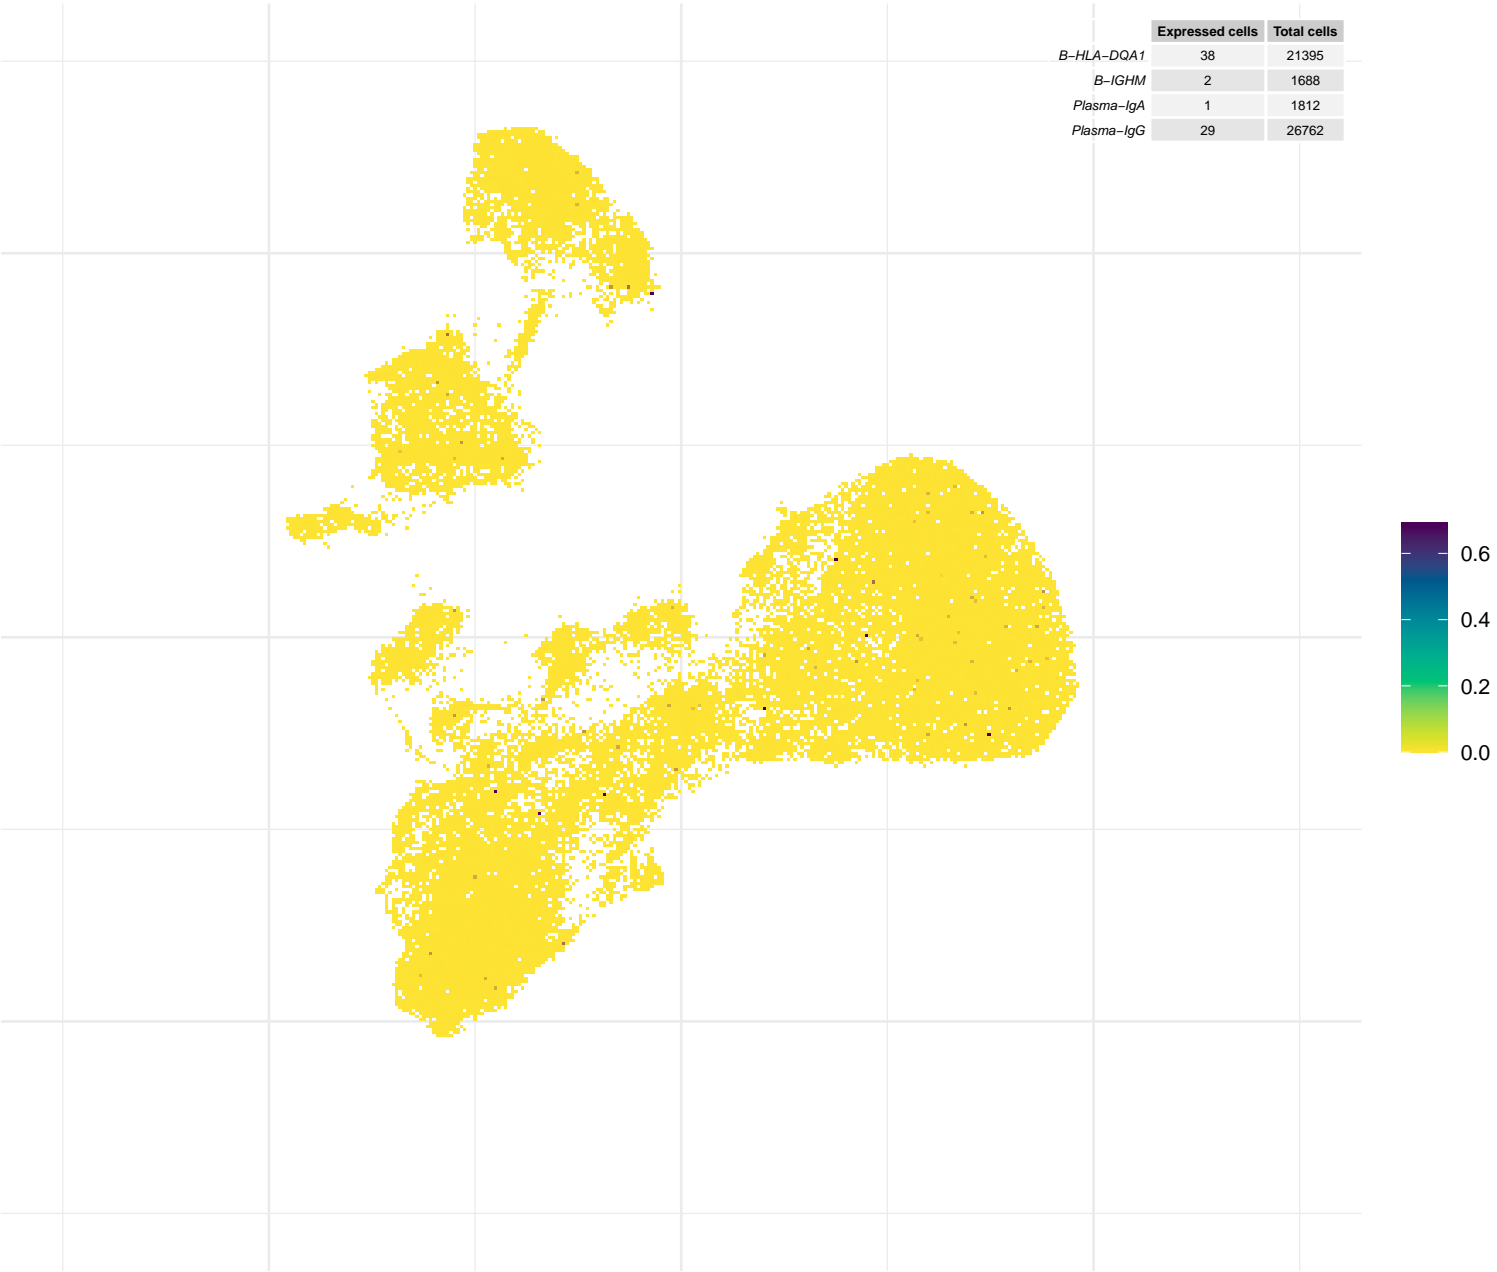 Expressed cells Total cells
B−HLA−DQA1 38 21395
B−IGHM 2 1688
Plasma−IgA 1 1812
Plasma−IgG 29 26762
0.6
0.4
0.2
0.0